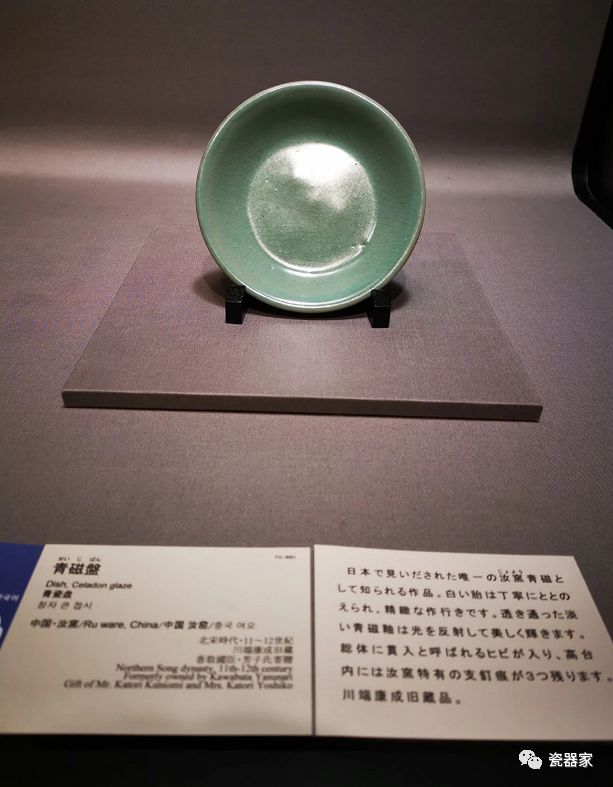 せい じ ばん
青磁盤
Dish, Celadon glaze
青瓷盘
청자 큰 접시
中国・汝窯/Ru ware, China/中国 汝窑/중국 여요
北宋時代・11～12世紀
川端康成旧蔵
香取國臣・芳子氏寄贈
Northern Song dynasty, 11th-12th century
Formerly owned by Kawabata Yasunari
Gift of Mr. Katori Kuniomi and Mrs. Katori Yoshiko
じょよう
日本で見いだされた唯一の汝窯青磁と
して知られる作品。白い胎は丁寧にととの
えられ、精緻な作行きです。透き通った淡
い青磁釉は光を反射して美しく輝きます。
総体に貫入と呼ばれるヒビが入り、高台
内には汝窯特有の支釘痕が3つ残ります。
川端康成旧蔵品。
瓷器家